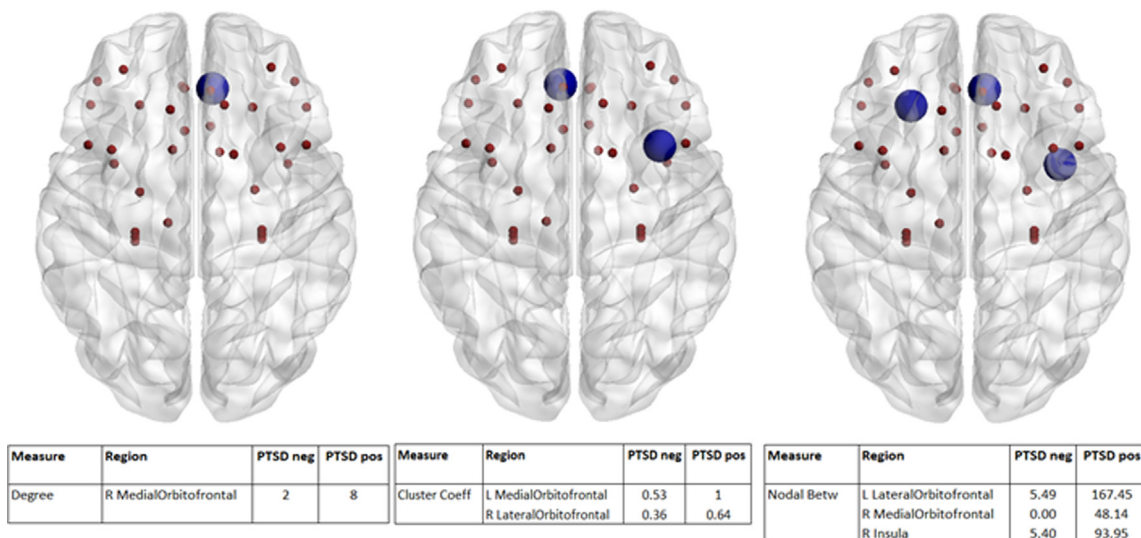 Measure Region PTSD neg PTSD pos
Degree R MedialOrbitofrontal 2 8
Measure Region PTSD neg PTSD pos
Cluster Coeff L MedialOrbitofrontal 0.53 1
R LateralOrbitofrontal 0.36 0.64
Measure Region PTSD neg PTSD pos
Nodal Betw L LateralOrbitofrontal 5.49 167.45
R MedialOrbitofrontal 0.00 48.14
R Insula 5.40 93.95